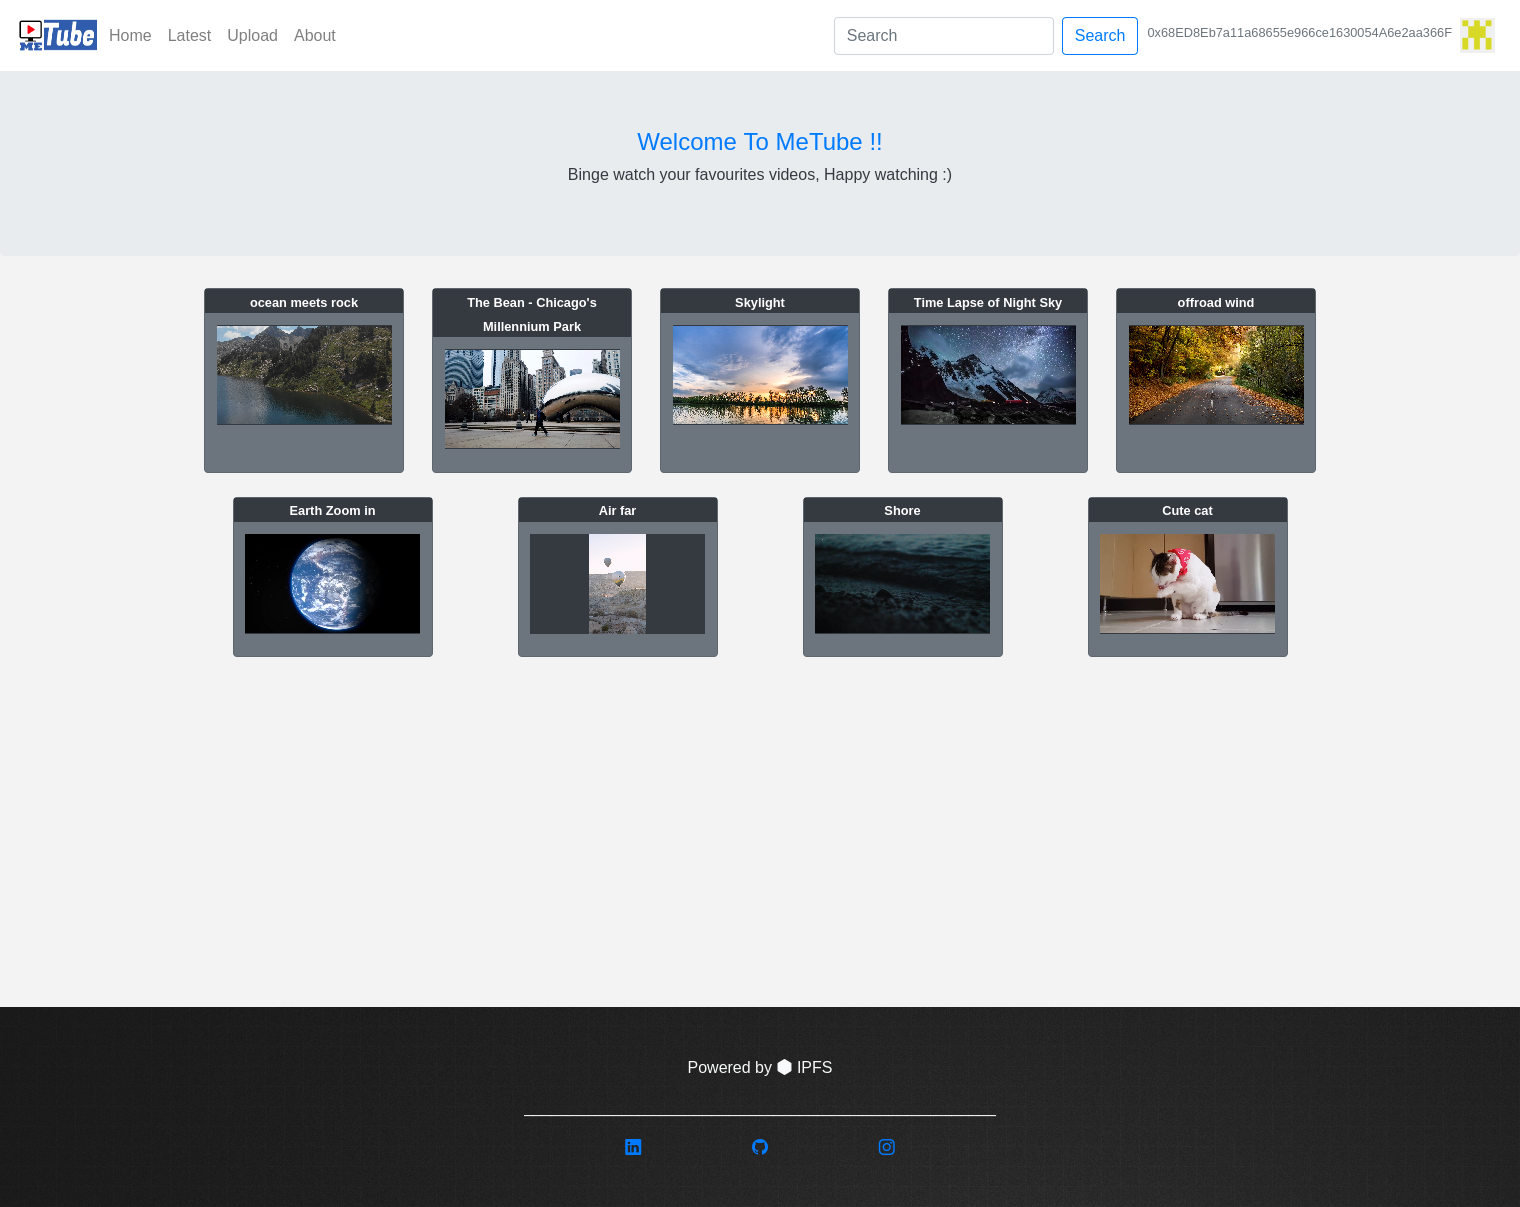 ME Tube
Home
Latest
Upload
About
Search
Search
0x68ED8Eb7a11a68655e966ce1630054A6e2aa366F
Welcome To MeTube !!
Binge watch your favourites videos, Happy watching :)
ocean meets rock
The Bean - Chicago's
Millennium Park
Skylight
Time Lapse of Night Sky
offroad wind
Earth Zoom in
Air far
Shore
Cute cat
Powered by IPFS